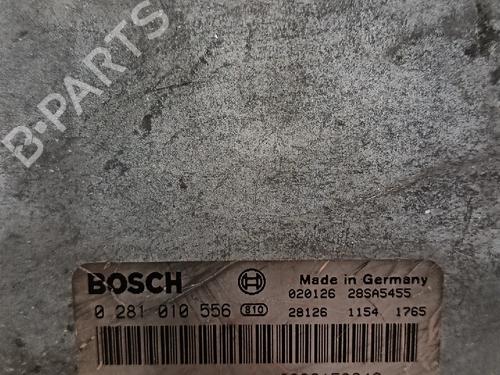 B-PARTS
BOSCH
Made in Germany
020126 28SA5455
0 281 010 556 810
28126 1154 1765